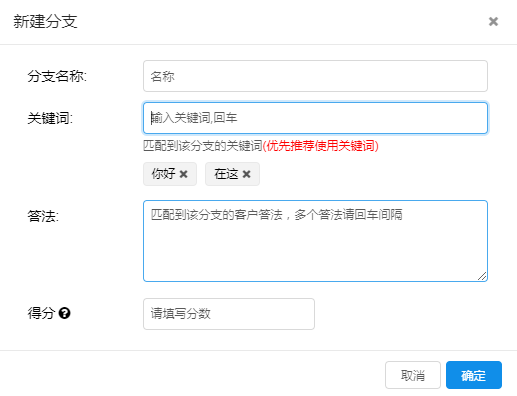 新建分支 ×
分支名称: 名称
关键词: 输入关键词,回车
匹配到该分支的关键词(优先推荐使用关键词)
你好 × 在这 ×
答法: 匹配到该分支的客户答法，多个答法请回车间隔
得分 ? 请填写分数
取消 确定